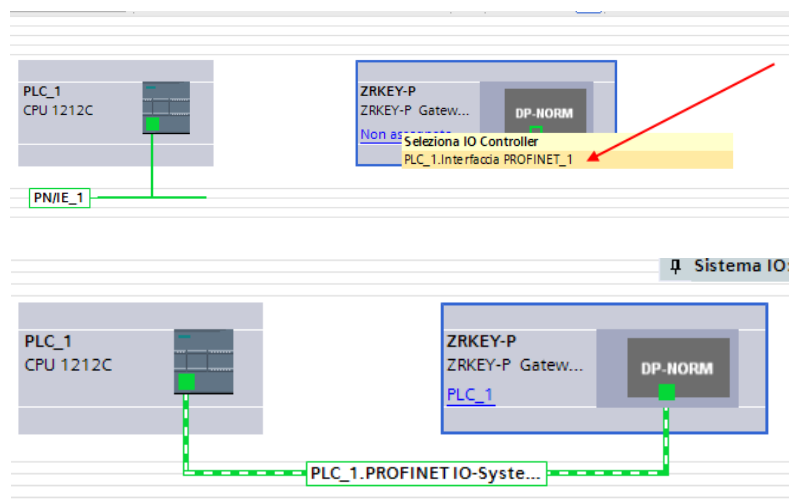 PLC_1
CPU 1212C
ZRKEY-P
ZRKEY-P Gatew...
DP-NORM
Non assegnato
Seleziona IO Controller
PLC_1.Interfaccia PROFINET_1
PN/IE_1
Sistema IO:
PLC_1
CPU 1212C
ZRKEY-P
ZRKEY-P Gatew...
DP-NORM
PLC_1
PLC_1.PROFINET IO-Syste...